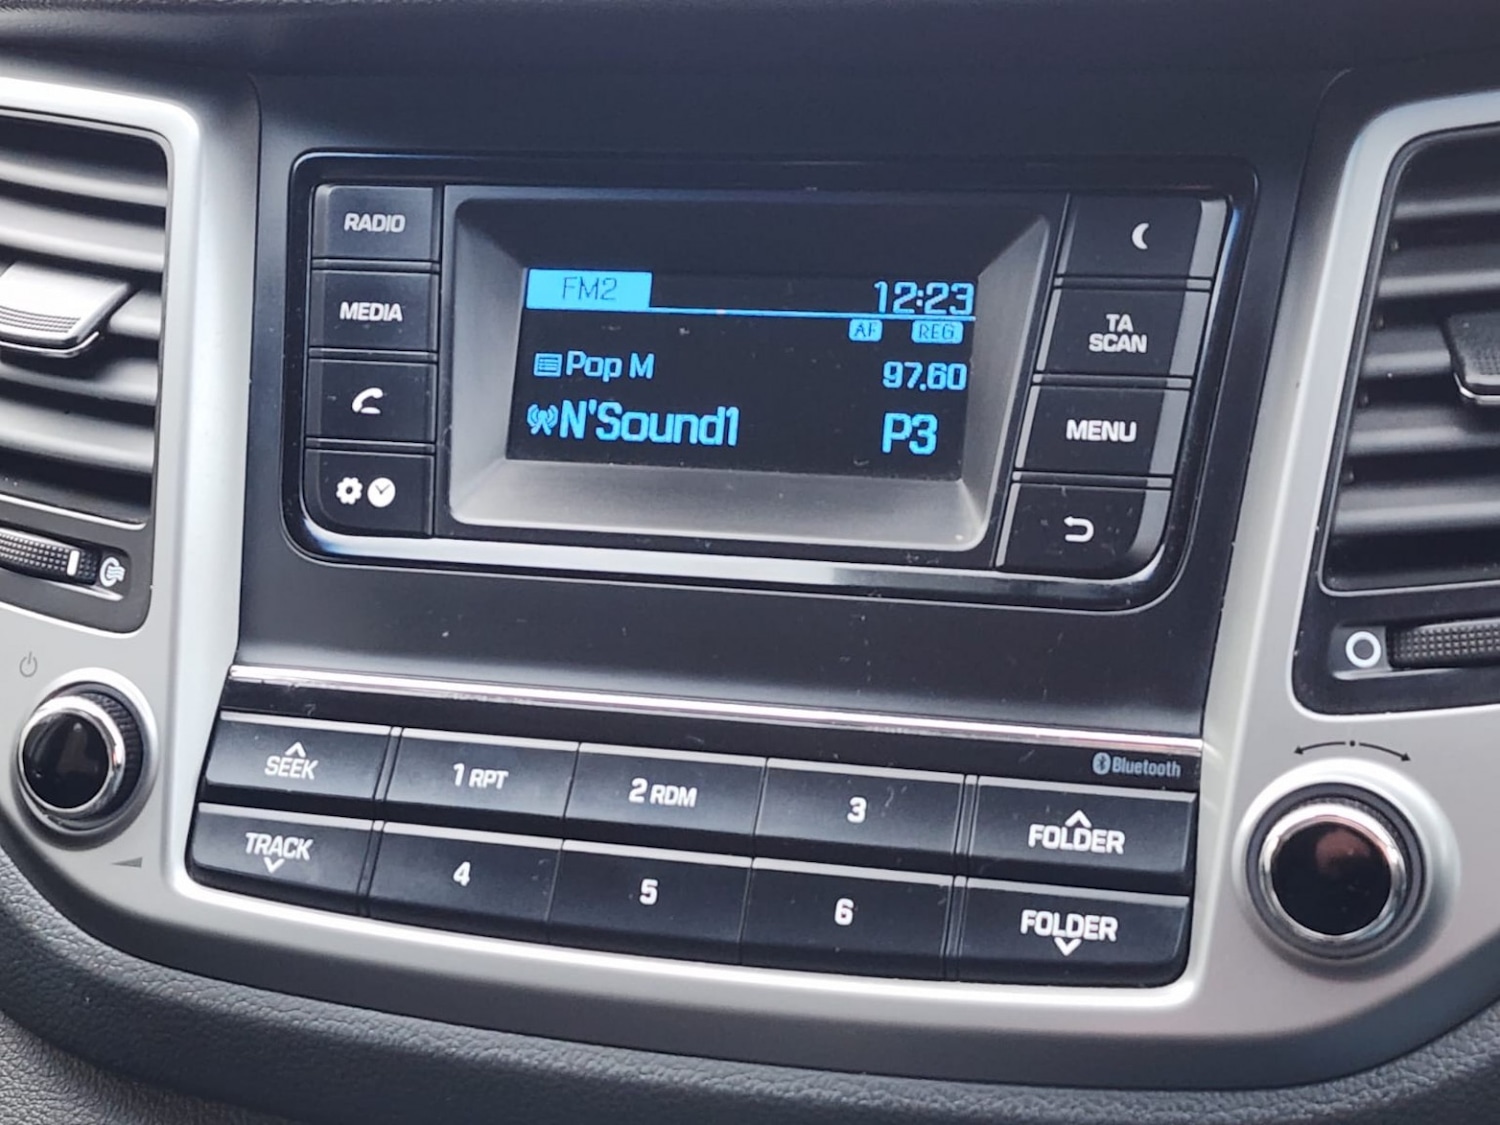 RADIO
MEDIA
FM2 12:23
AF REG
Pop M 97.60
N'Sound1 P3
TA
SCAN
MENU
Bluetooth
SEEK
1 RPT
2 RDM
3
FOLDER
TRACK
4
5
6
FOLDER